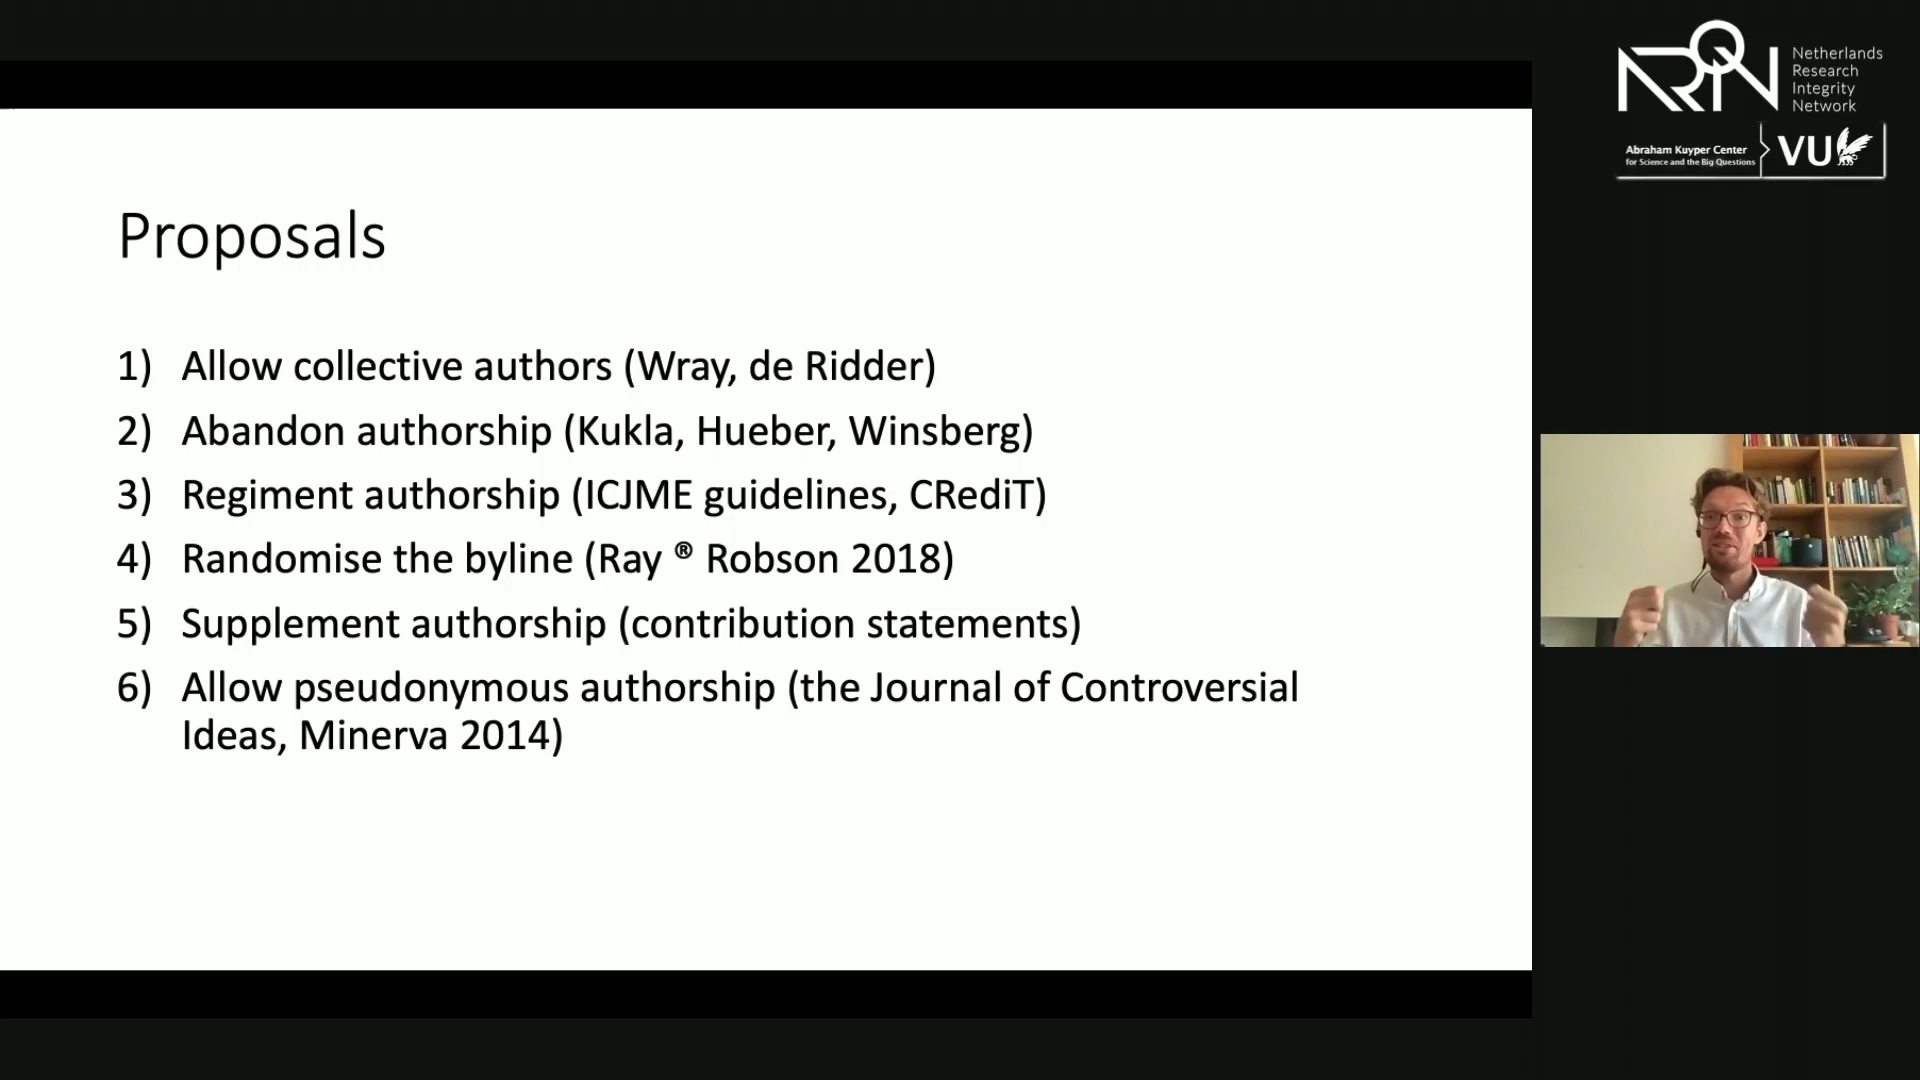 Proposals
1) Allow collective authors (Wray, de Ridder)
2) Abandon authorship (Kukla, Hueber, Winsberg)
3) Regiment authorship (ICJME guidelines, CRediT)
4) Randomise the byline (Ray ® Robson 2018)
5) Supplement authorship (contribution statements)
6) Allow pseudonymous authorship (the Journal of Controversial
Ideas, Minerva 2014)
NRIN
Netherlands
Research
Integrity
Network
Abraham Kuyper Center
for Science and the Big Questions
VU